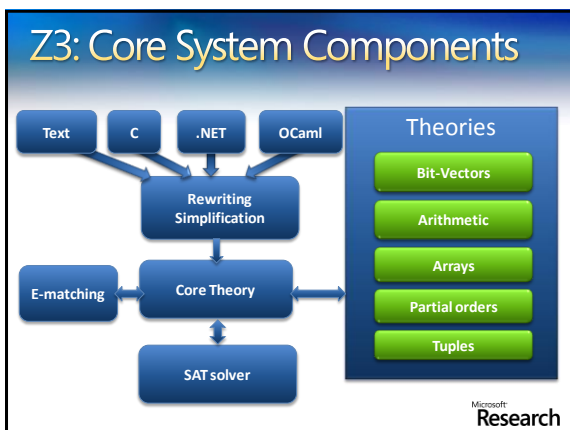 Z3: Core System Components
Text
C
.NET
OCaml
Theories
Bit-Vectors
Rewriting
Simplification
Arithmetic
Arrays
E-matching
Core Theory
Partial orders
Tuples
SAT solver
Microsoft
Research